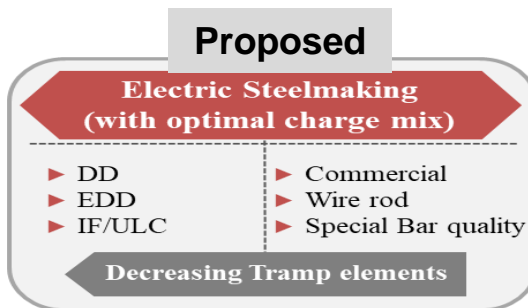 Proposed
Electric Steelmaking
(with optimal charge mix)
DD
EDD
IF/ULC
Commercial
Wire rod
Special Bar quality
Decreasing Tramp elements